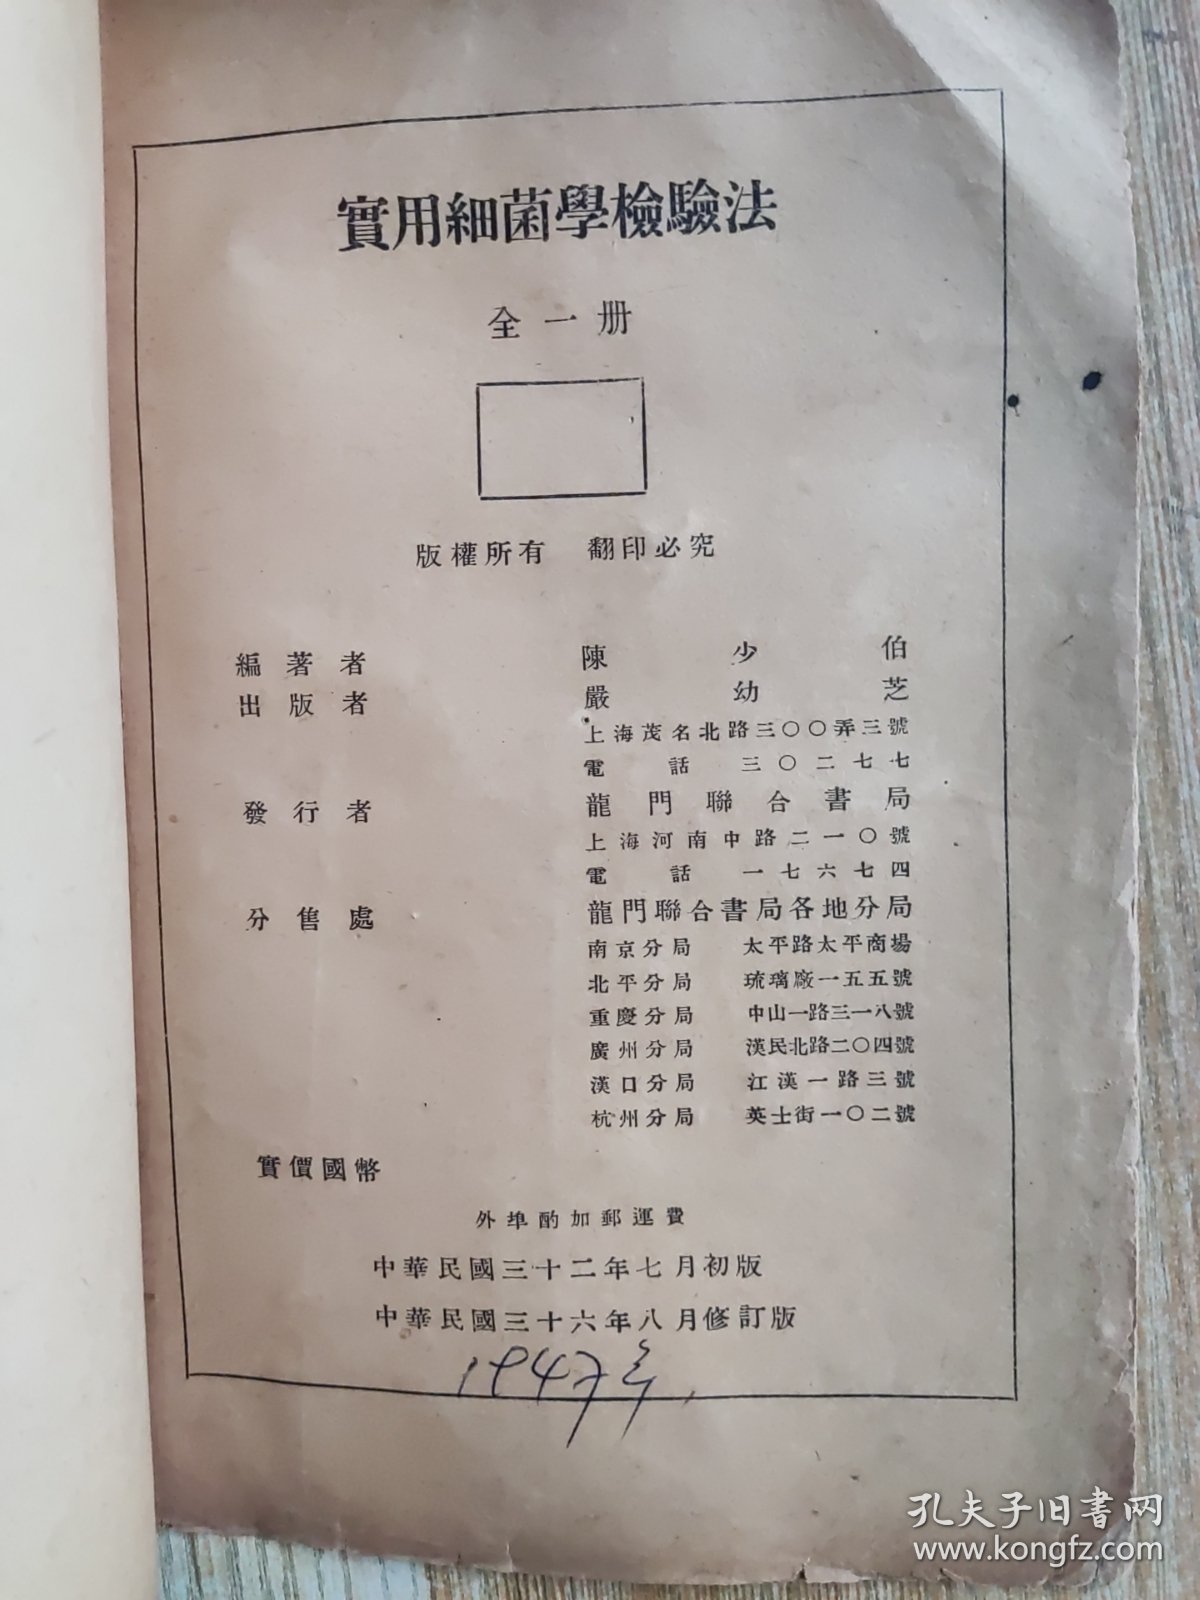 實用細菌學檢驗法
全一册
版權所有 翻印必究
編著者 陳少伯
出版者 嚴幼芝
上海茂名北路三〇〇弄三號
電話 三〇二七七
發行者 龍門聯合書局
上海河南中路二一〇號
電話 一七六七四
分售處 龍門聯合書局各地分局
南京分局 太平路太平商場
北平分局 琉璃廠一五五號
重慶分局 中山一路三一八號
廣州分局 漢民北路二〇四號
漢口分局 江漢一路三號
杭州分局 英士街一〇二號
實價國幣
外埠酌加郵運費
中華民國三十二年七月初版
中華民國三十六年八月修訂版
1947年
孔夫子旧书网
www.kongfz.com